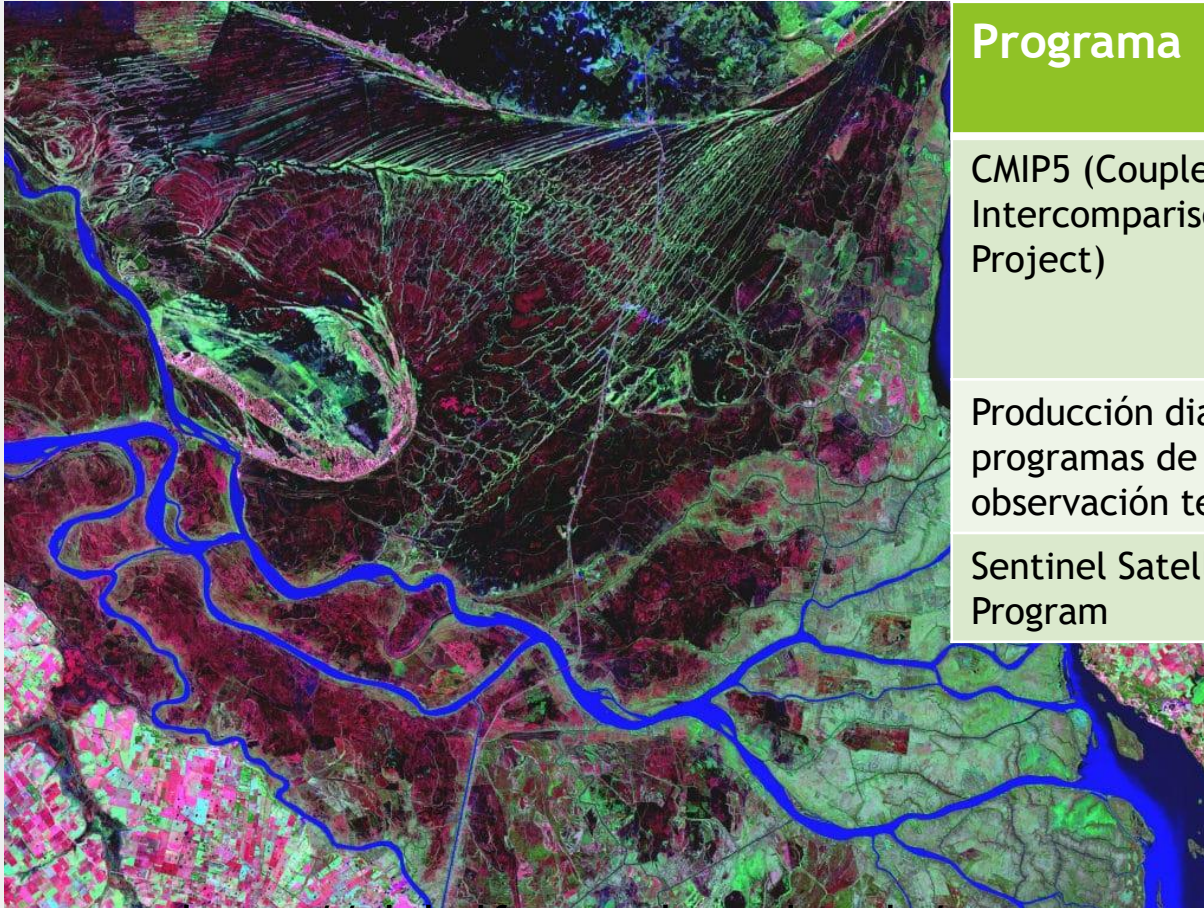 Programa
CMIP5 (Couple
Intercomparis
Project)
Producción dia
programas de
observación te
Sentinel Satel
Program